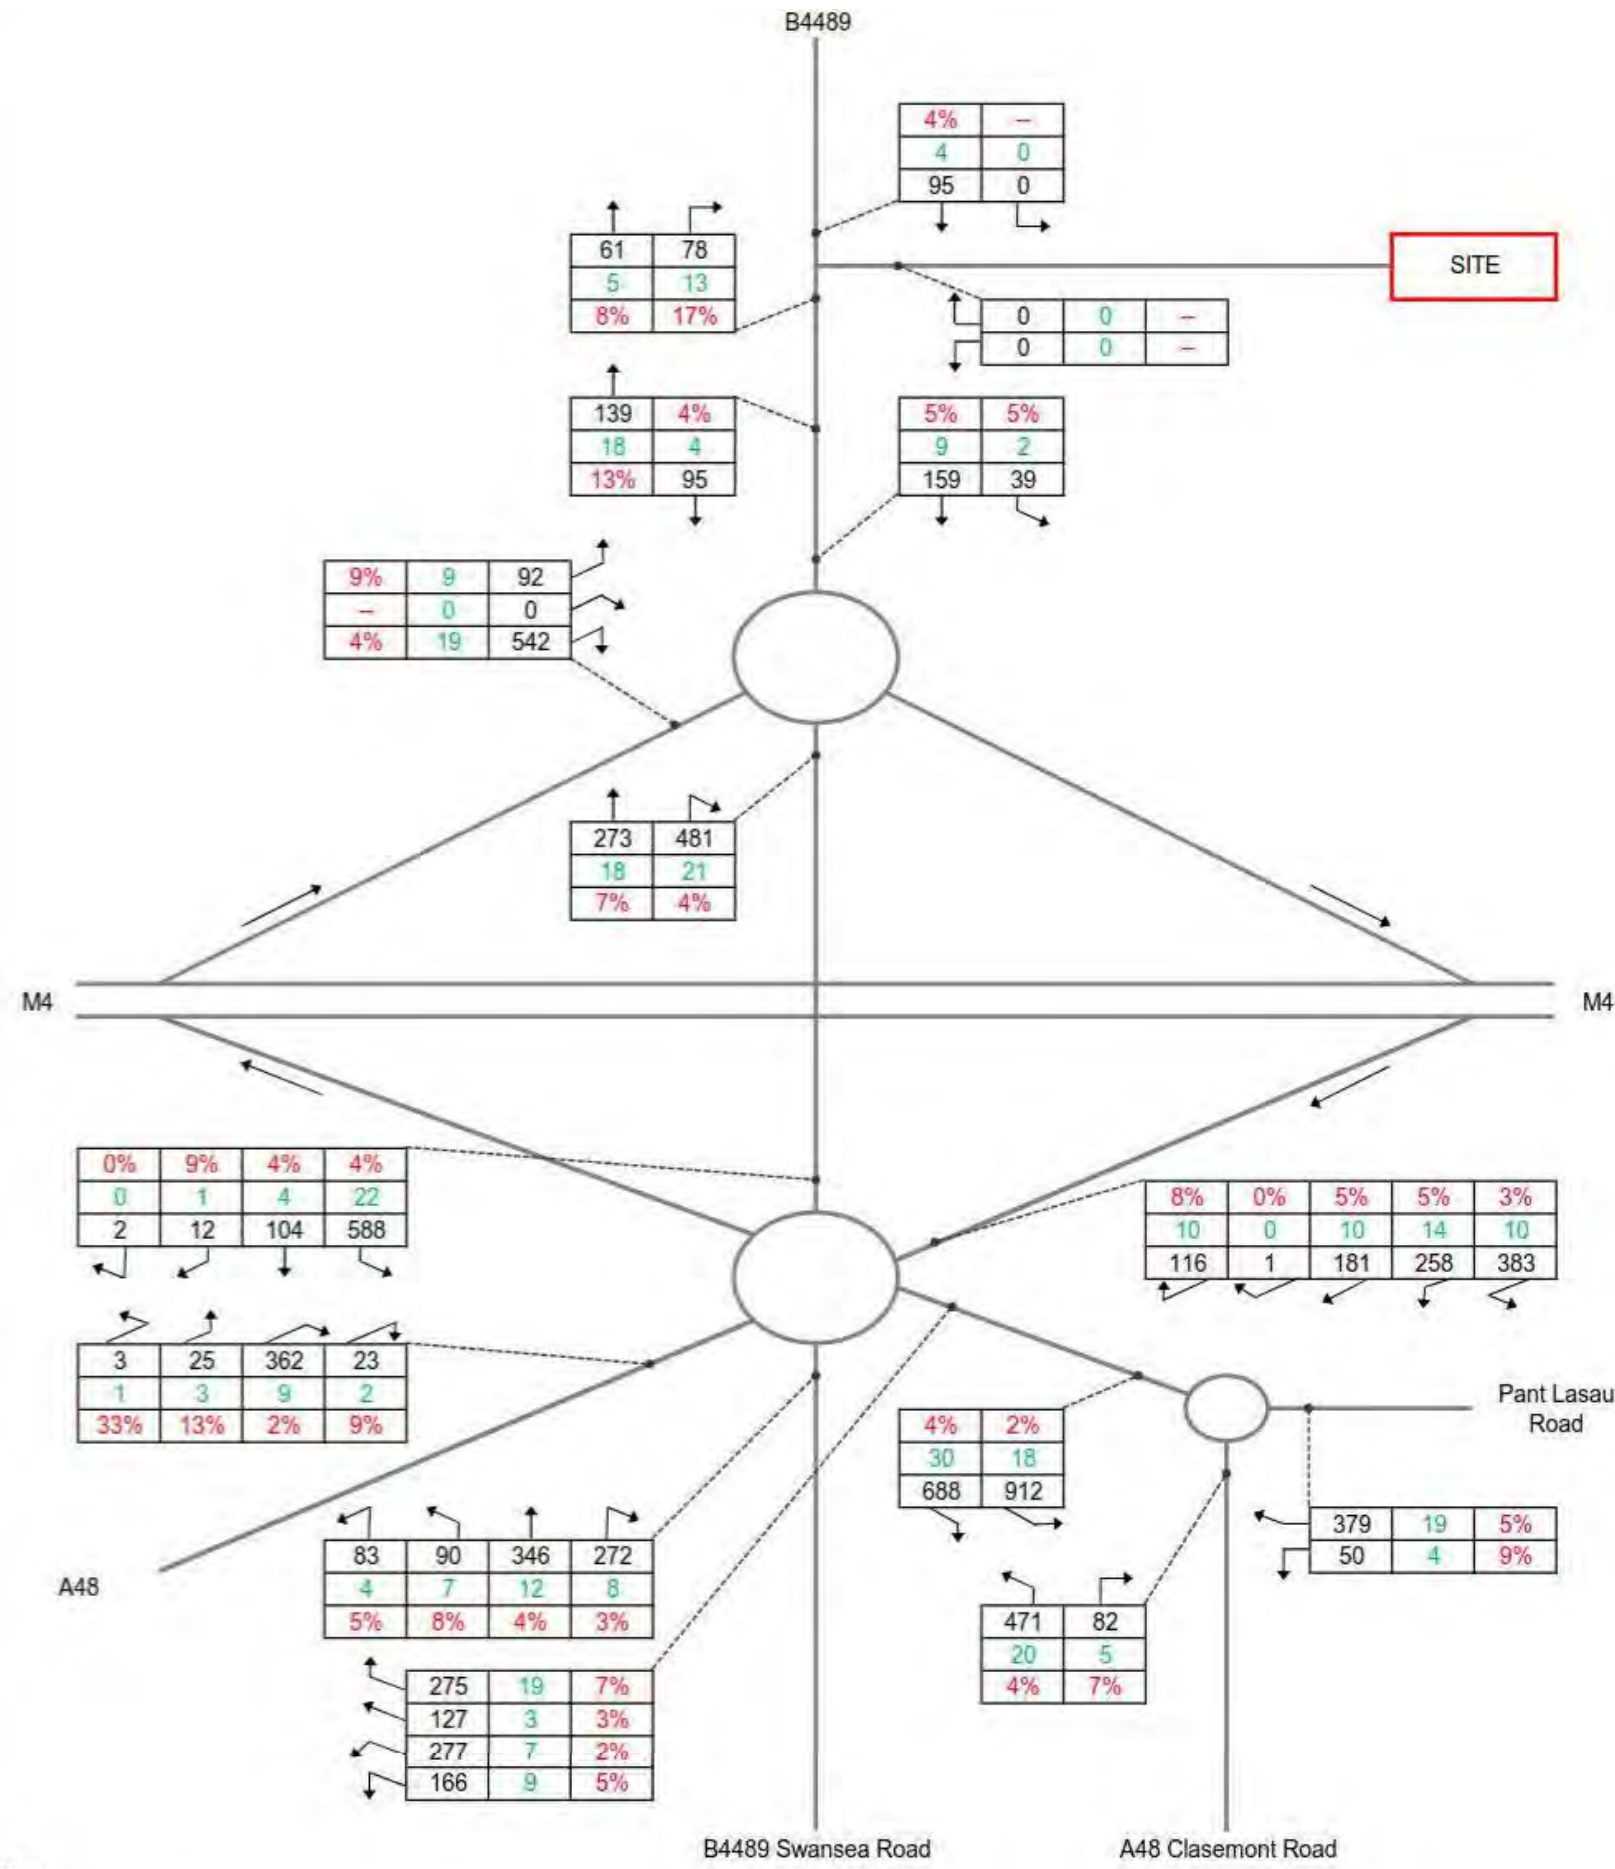 B4489
4% –
4 0
95 0
61 78
5 13
8% 17%
SITE
0 0 –
0 0 –
139 4%
18 4
13% 95
5% 5%
9 2
159 39
9% 9 92
– 0 0
4% 19 542
273 481
18 21
7% 4%
M4
M4
0% 9% 4% 4%
0 1 4 22
2 12 104 588
8% 0% 5% 5% 3%
10 0 10 14 10
116 1 181 258 383
3 25 362 23
1 3 9 2
33% 13% 2% 9%
Pant Lasau
Road
4% 2%
30 18
688 912
379 19 5%
50 4 9%
A48
83 90 346 272
4 7 12 8
5% 8% 4% 3%
471 82
20 5
4% 7%
275 19 7%
127 3 3%
277 7 2%
166 9 5%
B4489 Swansea Road
A48 Clasemont Road